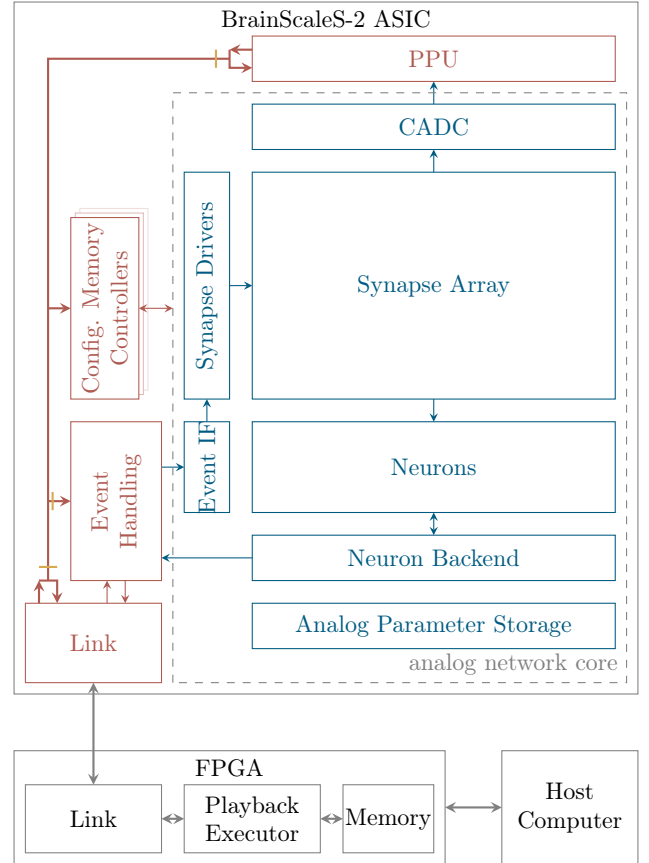 BrainScaleS-2 ASIC
PPU
CADC
Synapse Drivers
Synapse Array
Config. Memory
Controllers
Event
Handling
Event IF
Neurons
Neuron Backend
Analog Parameter Storage
Link
analog network core
FPGA
Link
Playback
Executor
Memory
Host
Computer